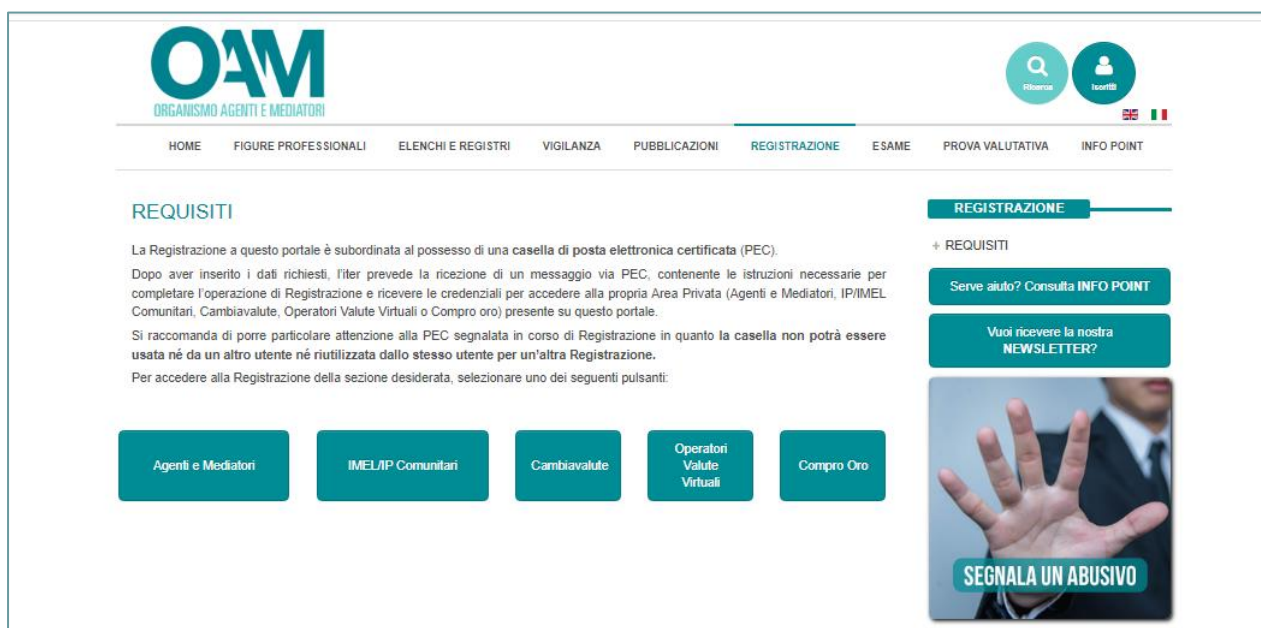 OAM
ORGANISMO AGENTI E MEDIATORI
Ricerca
Iscritti
HOME FIGURE PROFESSIONALI ELENCHI E REGISTRI VIGILANZA PUBBLICAZIONI REGISTRAZIONE ESAME PROVA VALUTATIVA INFO POINT
REQUISITI
La Registrazione a questo portale è subordinata al possesso di una casella di posta elettronica certificata (PEC).
Dopo aver inserito i dati richiesti, l'iter prevede la ricezione di un messaggio via PEC, contenente le istruzioni necessarie per
completare l'operazione di Registrazione e ricevere le credenziali per accedere alla propria Area Privata (Agenti e Mediatori, IP/IMEL
Comunitari, Cambiavalute, Operatori Valute Virtuali o Compro oro) presente su questo portale.
Si raccomanda di porre particolare attenzione alla PEC segnalata in corso di Registrazione in quanto la casella non potrà essere
usata né da un altro utente né riutilizzata dallo stesso utente per un'altra Registrazione.
Per accedere alla Registrazione della sezione desiderata, selezionare uno dei seguenti pulsanti:
Agenti e Mediatori
IMEL/IP Comunitari
Cambiavalute
Operatori
Valute
Virtuali
Compro Oro
REGISTRAZIONE
+ REQUISITI
Serve aiuto? Consulta INFO POINT
Vuoi ricevere la nostra
NEWSLETTER?
SEGNALA UN ABUSIVO